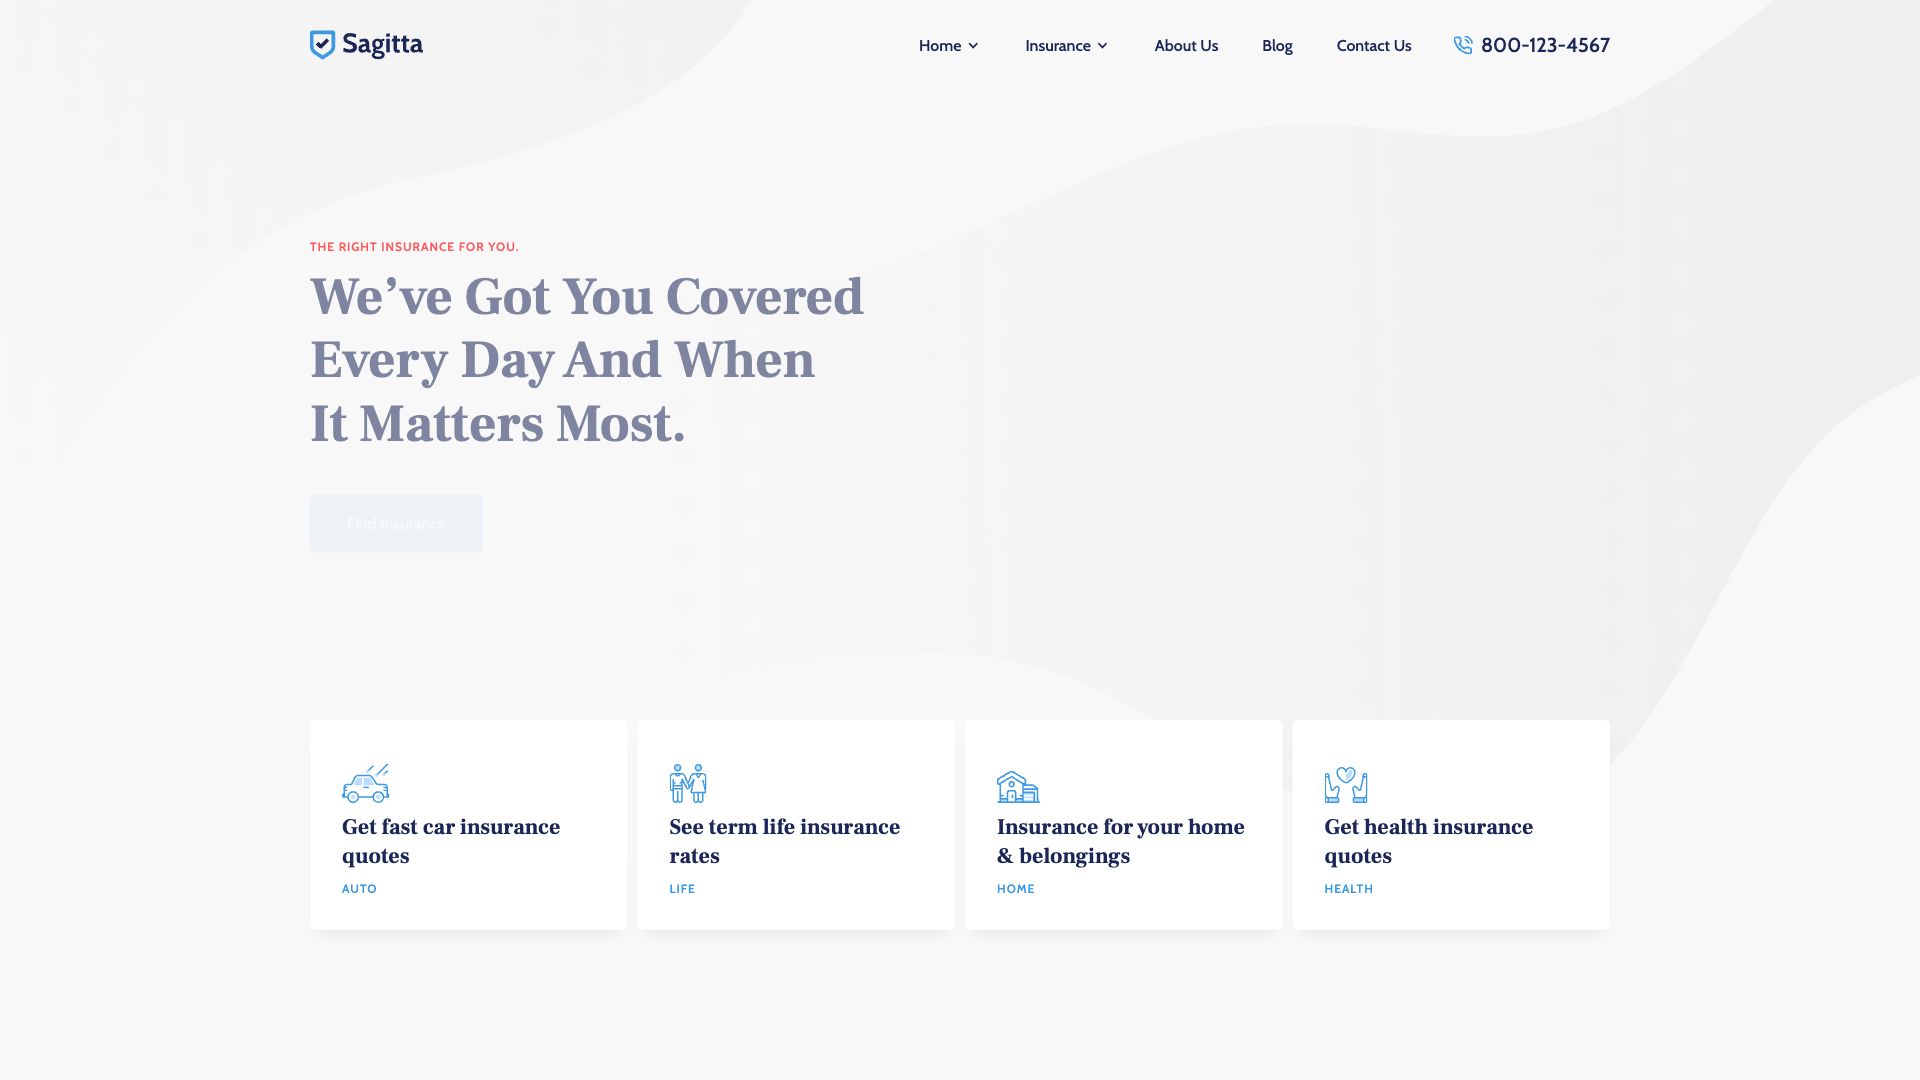 Sagitta
Home
Insurance
About Us
Blog
Contact Us
800-123-4567
THE RIGHT INSURANCE FOR YOU.
We’ve Got You Covered
Every Day And When
It Matters Most.
Find Insurance
Get fast car insurance
quotes
AUTO
See term life insurance
rates
LIFE
Insurance for your home
& belongings
HOME
Get health insurance
quotes
HEALTH